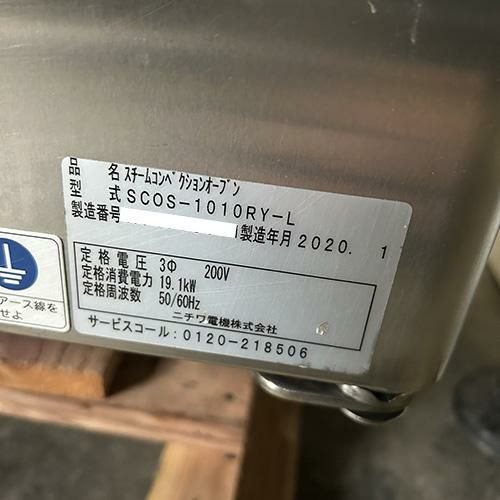 品名 スチームコンベクションオーブン
型式 SCOS-1010RY-L
製造番号 製造年月 2020. 1
定格電圧 3Φ 200V
定格消費電力 19.1kW
定格周波数 50/60Hz
ニチワ電機株式会社
サービスコール:0120-218506
アース線を
せよ